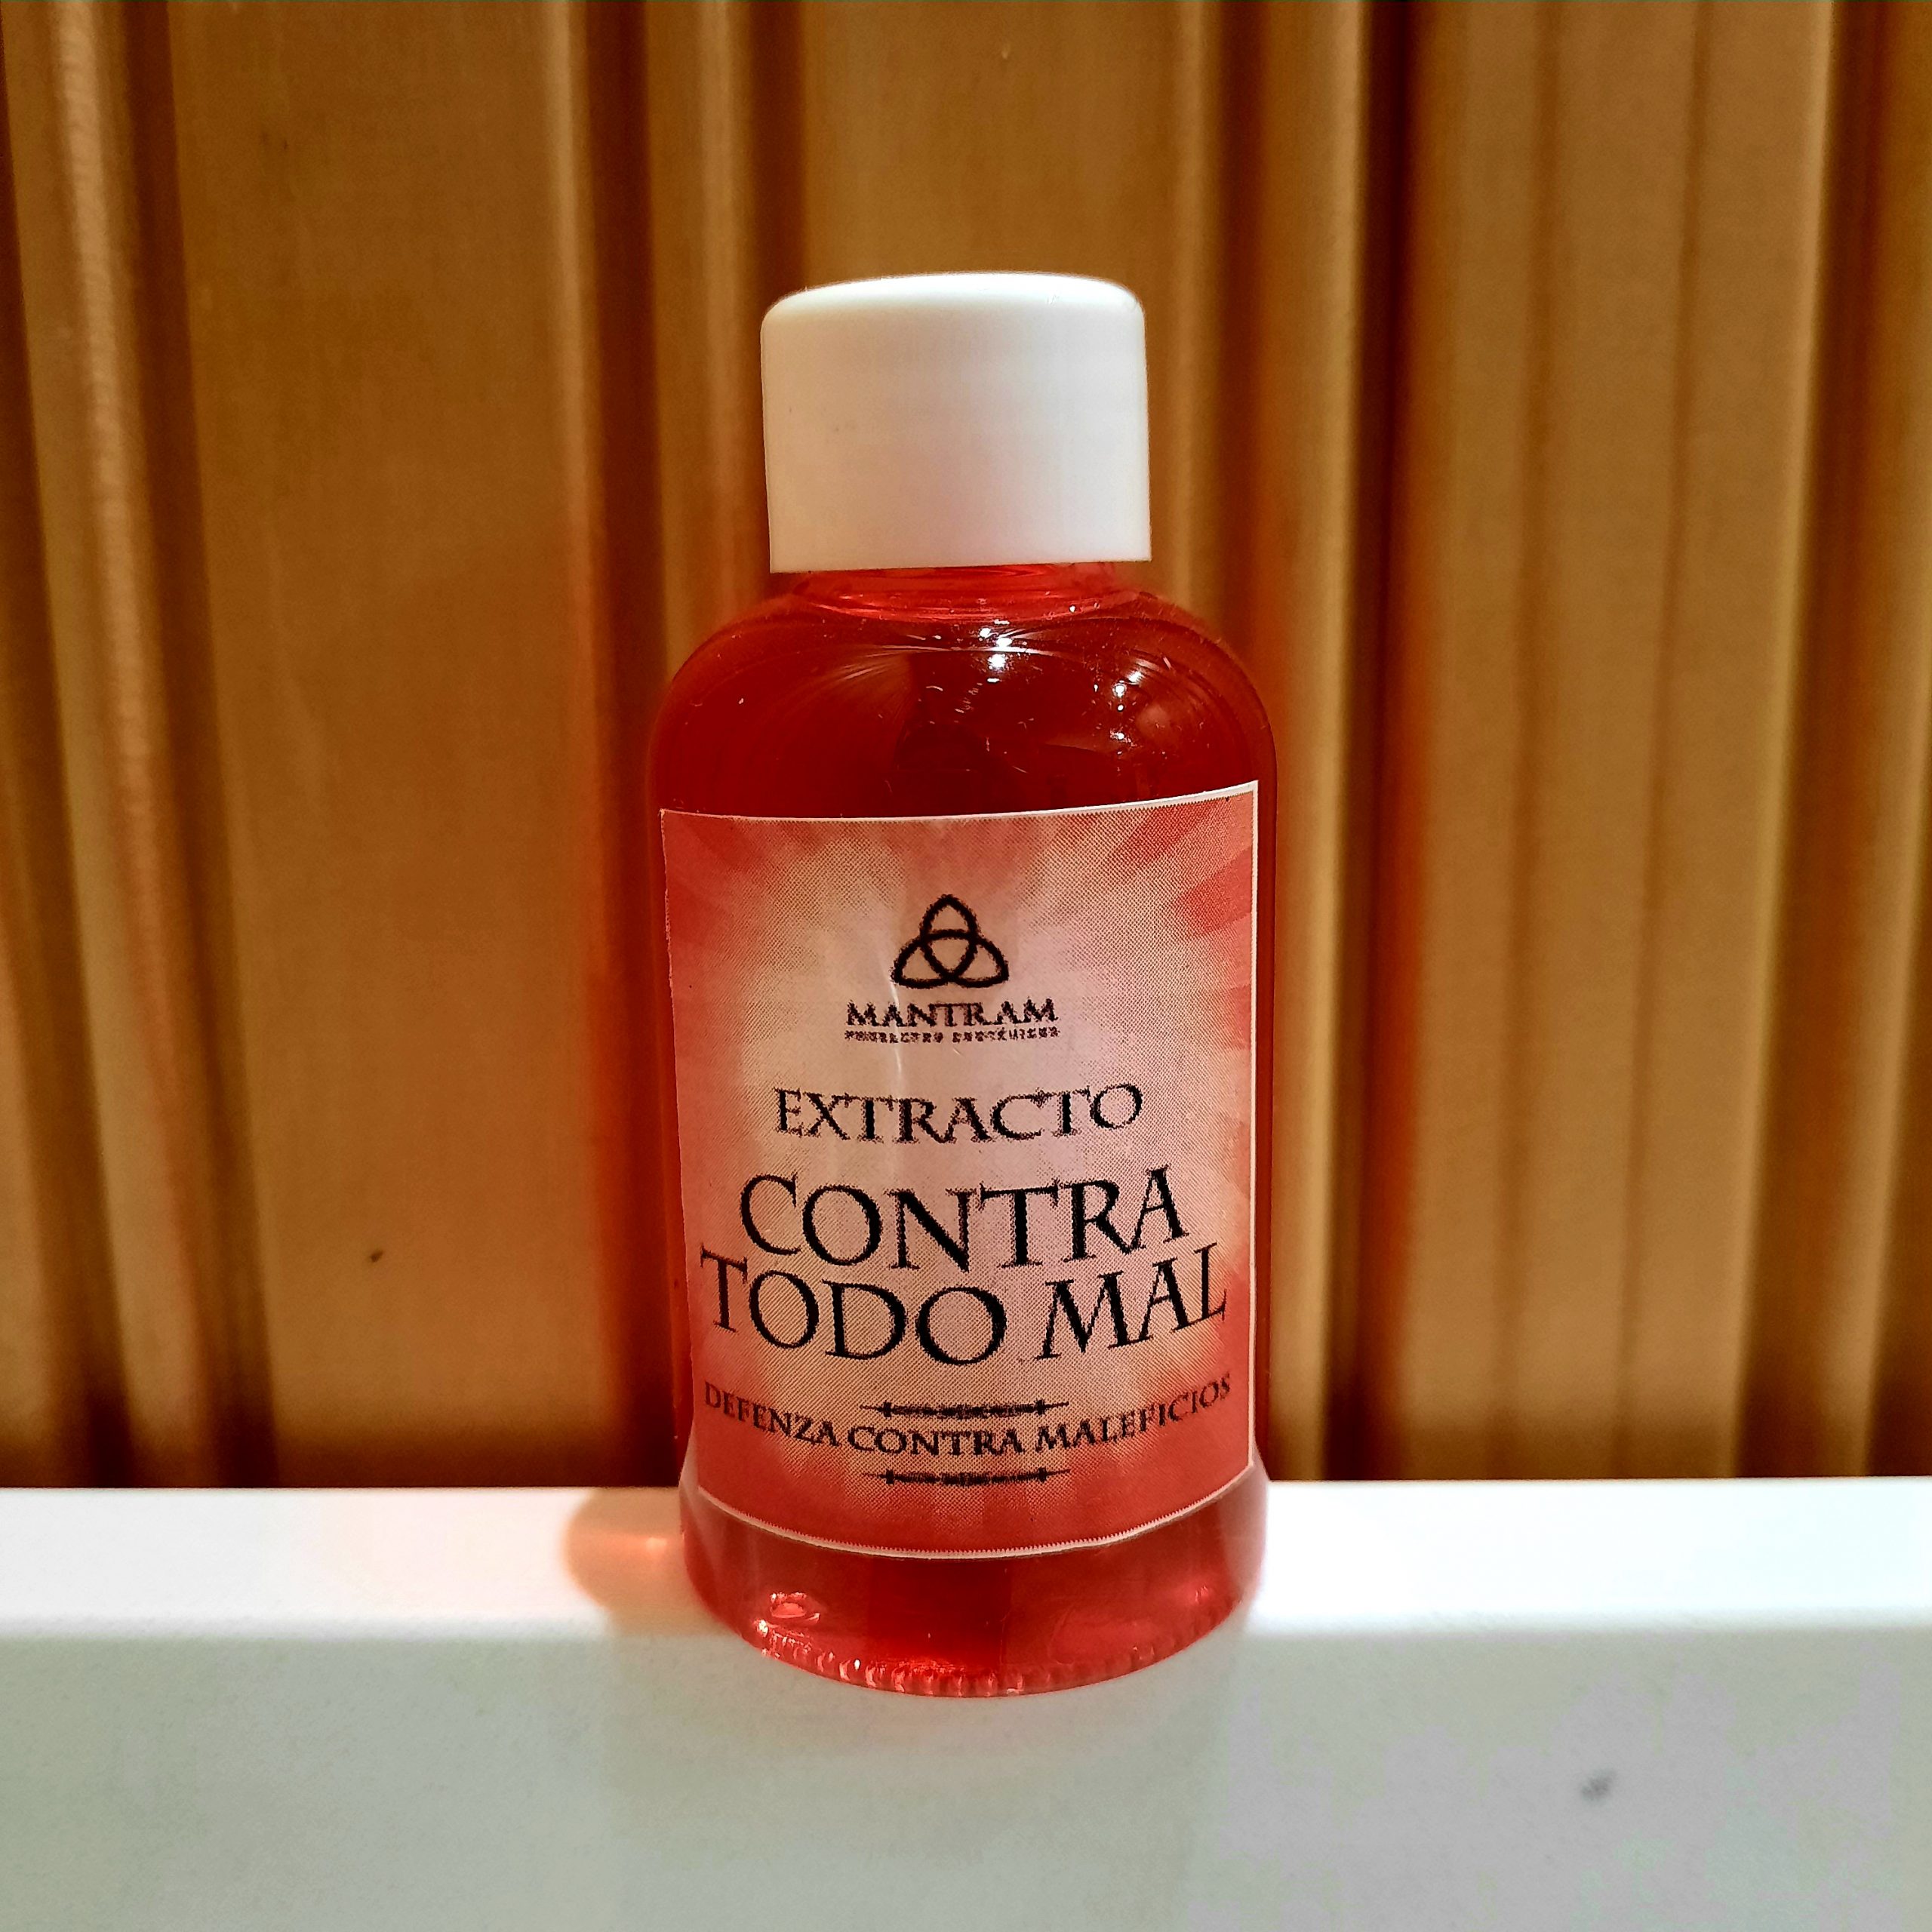 MANTRAM
EXTRACTO
CONTRA
TODO MAL
DEFENZA CONTRA MALEFICIOS